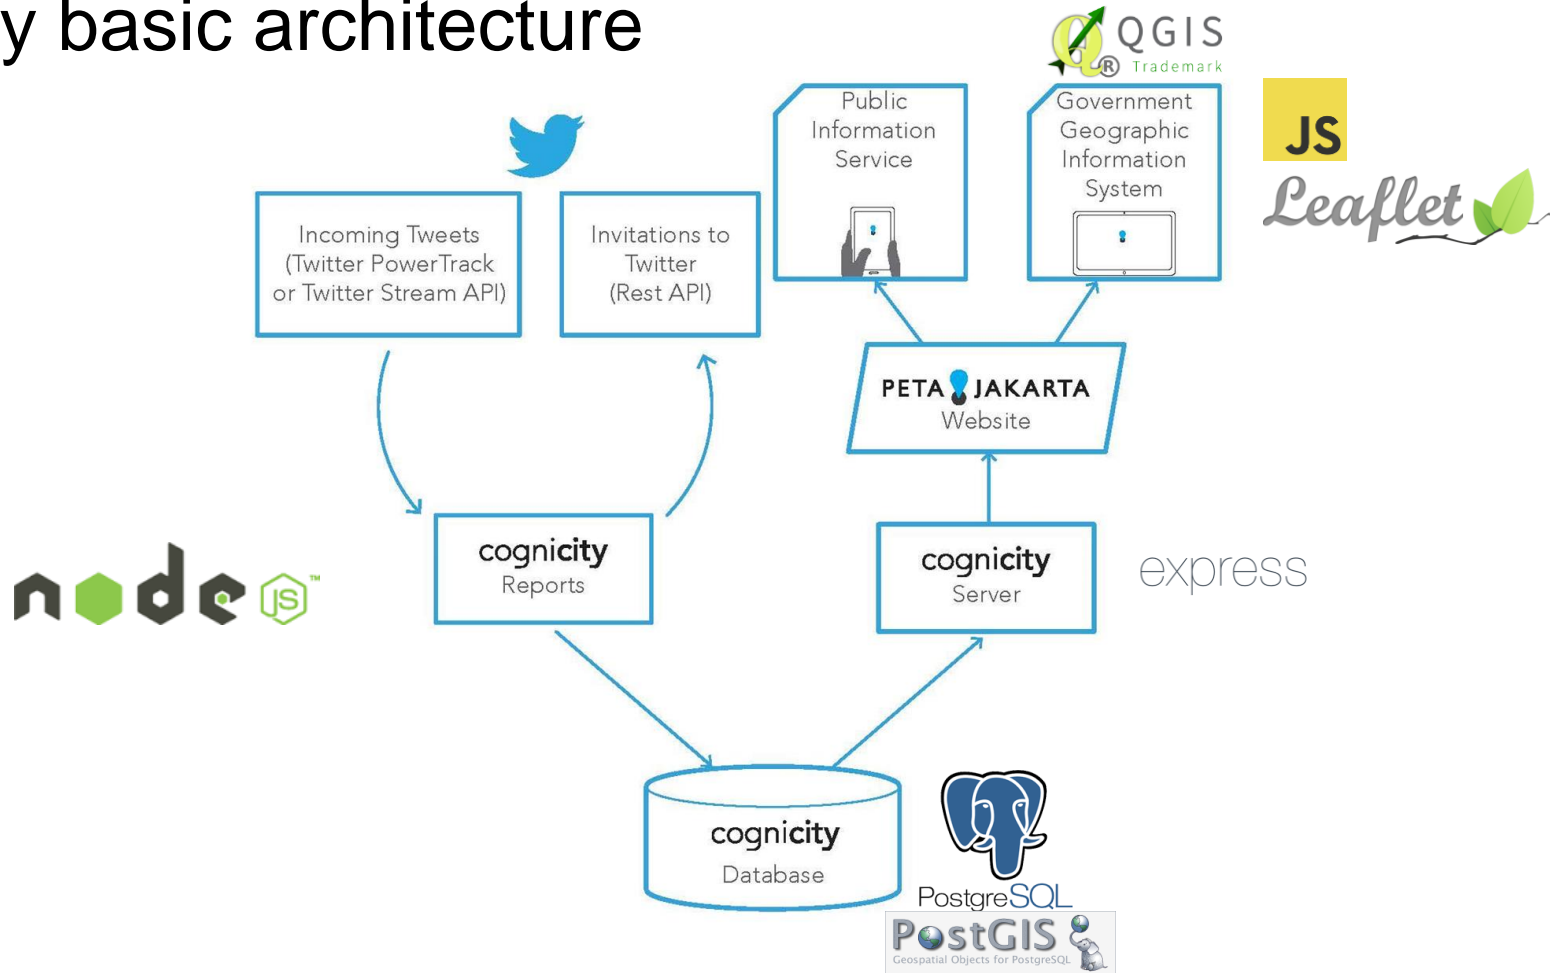 y basic architecture
QGIS
Trademark
®
Public
Information
Service
Government
Geographic
Information
System
JS
Leaflet
Incoming Tweets
(Twitter PowerTrack
or Twitter Stream API)
Invitations to
Twitter
(Rest API)
PETA JAKARTA
Website
cognicity
Reports
cognicity
Server
express
node
JS
™
cognicity
Database
PostgreSQL
PostGIS
Geospatial Objects for PostgreSQL